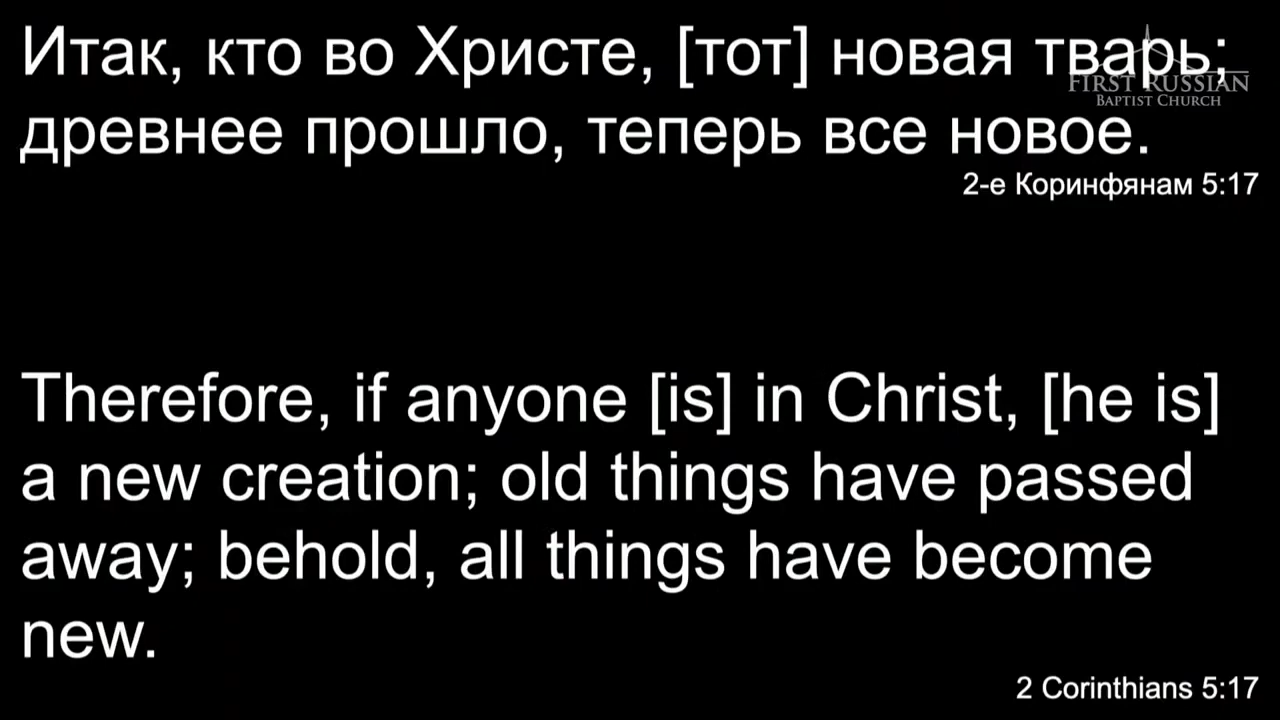 Итак, кто во Христе, [тот] новая тварь;
FIRST RUSSIAN
BAPTIST CHURCH
древнее прошло, теперь все новое.
2-е Коринфянам 5:17
Therefore, if anyone [is] in Christ, [he is]
a new creation; old things have passed
away; behold, all things have become
new.
2 Corinthians 5:17